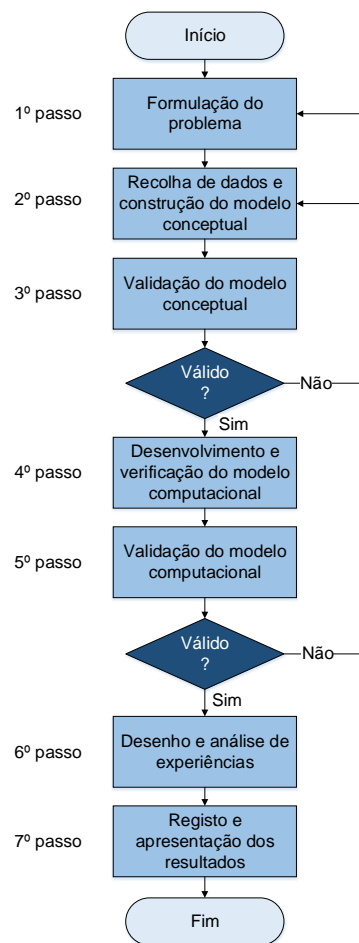 Início
1º passo
Formulação do
problema
2º passo
Recolha de dados e
construção do modelo
conceptual
3º passo
Validação do modelo
conceptual
Válido
?
Não
Sim
4º passo
Desenvolvimento e
verificação do modelo
computacional
5º passo
Validação do modelo
computacional
Válido
?
Não
Sim
6º passo
Desenho e análise de
experiências
7º passo
Registo e
apresentação dos
resultados
Fim